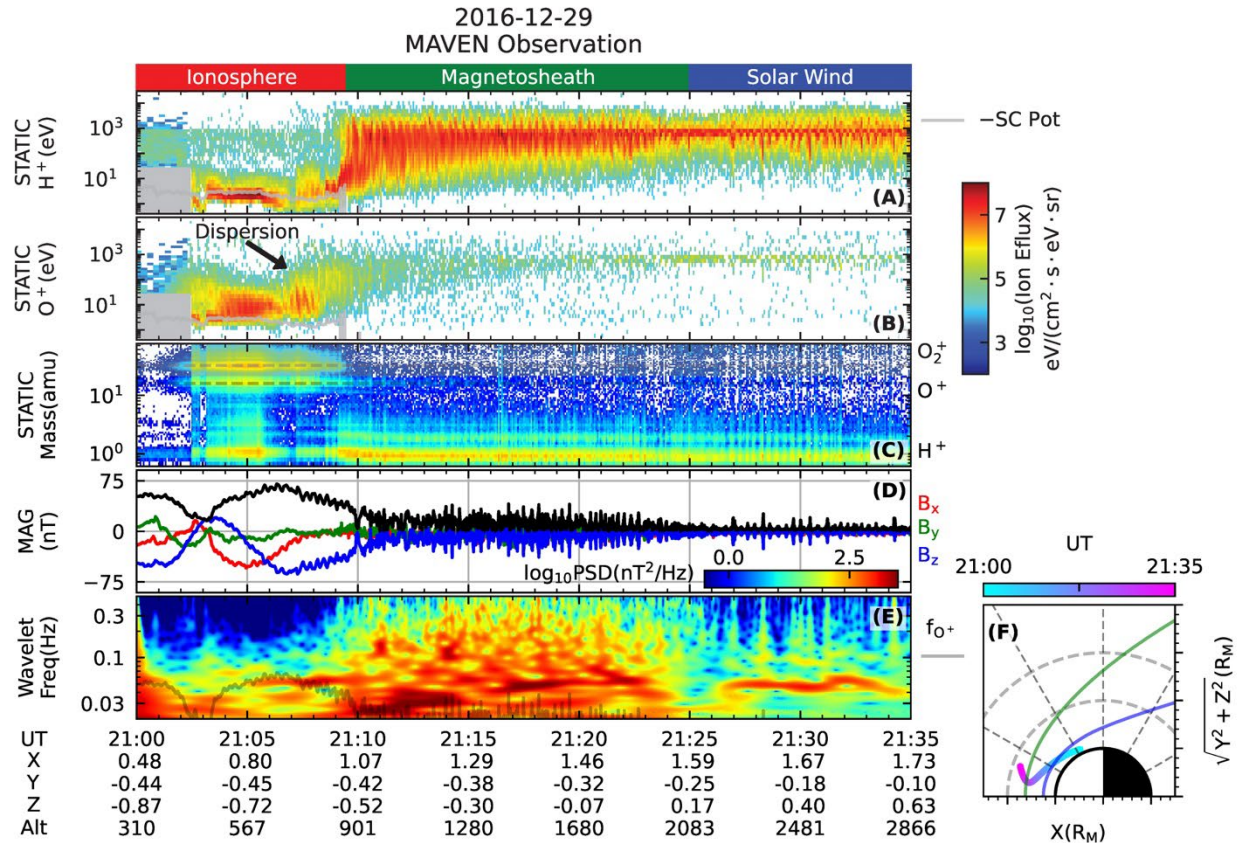 2016-12-29
MAVEN Observation
Ionosphere Magnetosheath Solar Wind
STATIC
H⁺ (eV)
10³
10¹
(A)
−SC Pot
STATIC
O⁺ (eV)
10³
10¹
Dispersion
(B)
7
5
3
log₁₀(Ion Eflux)
eV/(cm² · s · eV · sr)
STATIC
Mass(amu)
10¹
10⁰
(C)
O₂⁺
O⁺
H⁺
MAG
(nT)
75
0
−75
(D)
Bₓ
Bᵧ
B_z
0.0 2.5
log₁₀PSD(nT²/Hz)
Wavelet
Freq(Hz)
0.3
0.1
0.03
(E)
f_O⁺
UT 21:00 21:05 21:10 21:15 21:20 21:25 21:30 21:35
X 0.48 0.80 1.07 1.29 1.46 1.59 1.67 1.73
Y -0.44 -0.45 -0.42 -0.38 -0.32 -0.25 -0.18 -0.10
Z -0.87 -0.72 -0.52 -0.30 -0.07 0.17 0.40 0.63
Alt 310 567 901 1280 1680 2083 2481 2866
UT
21:00 21:35
(F)
√Y² + Z² (R_M)
X(R_M)